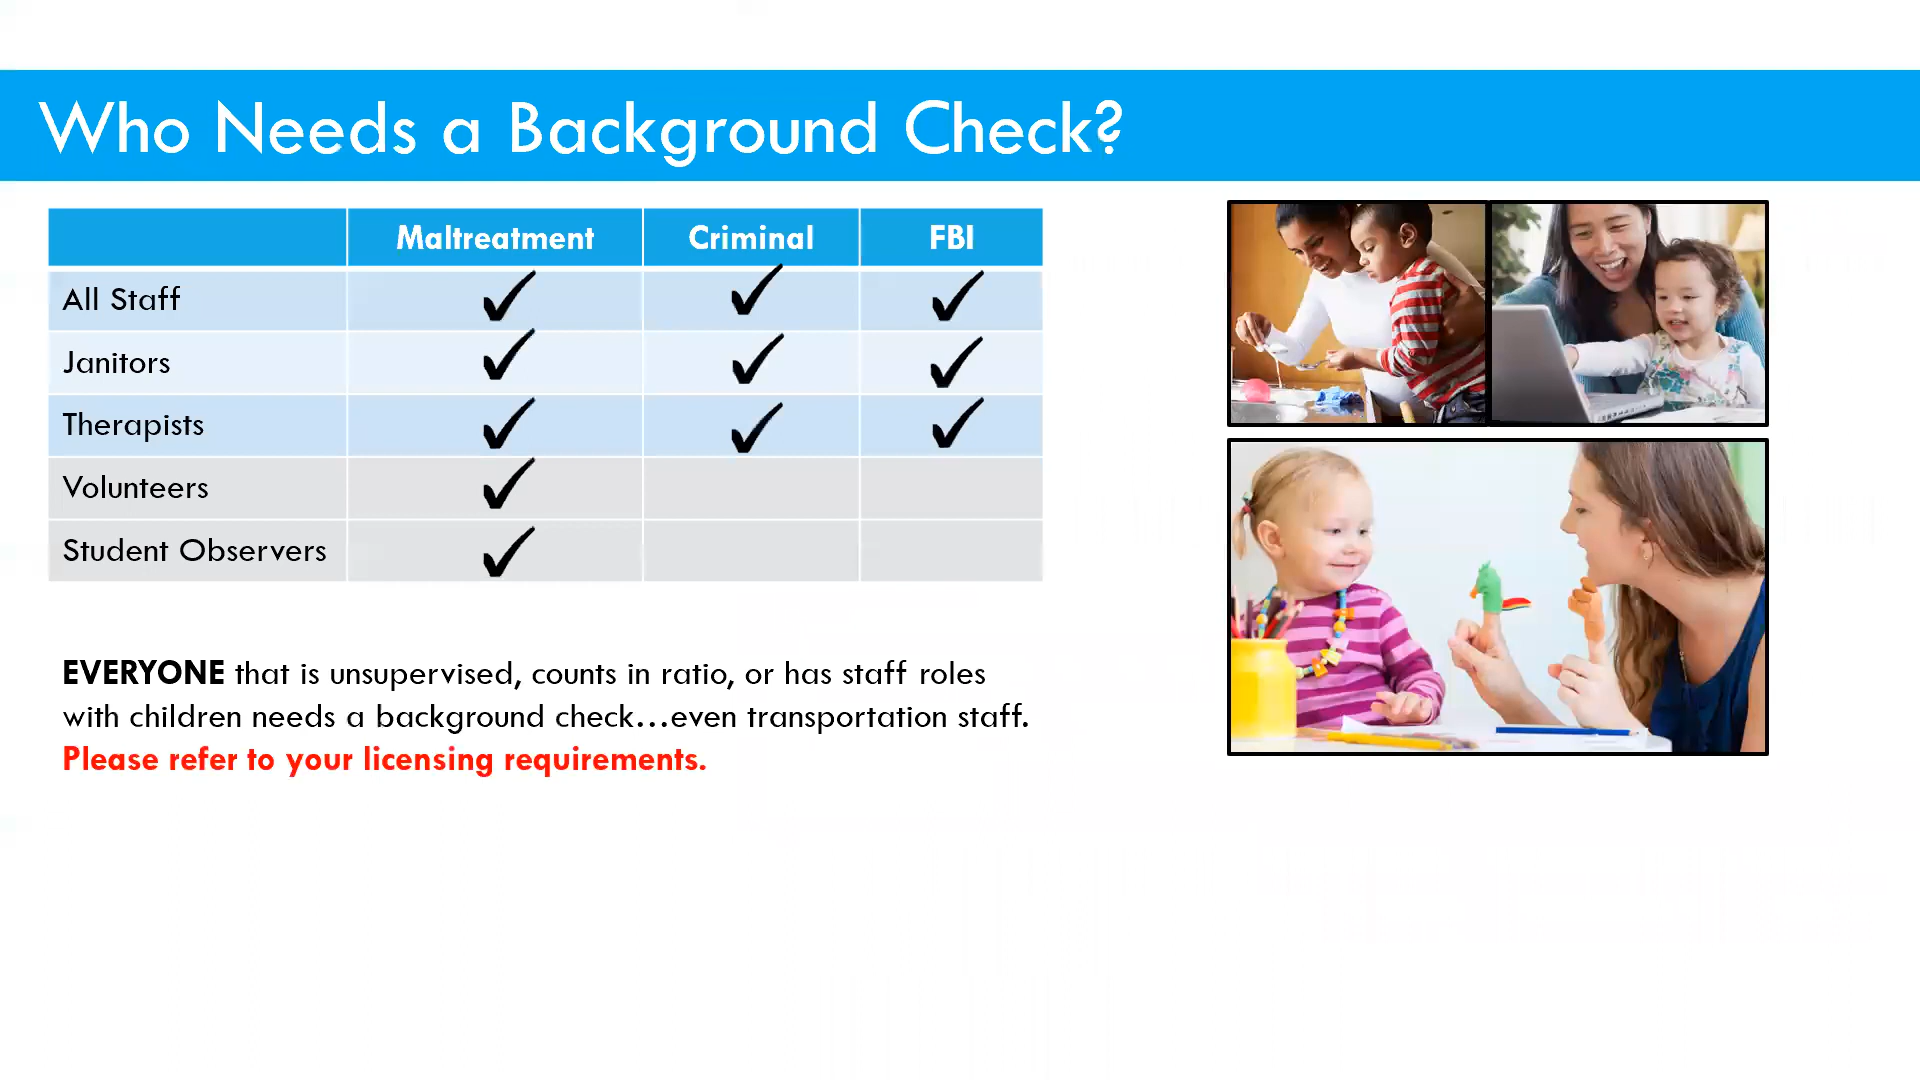 Who Needs a Background Check?
Maltreatment Criminal FBI
All Staff ✓ ✓ ✓
Janitors ✓ ✓ ✓
Therapists ✓ ✓ ✓
Volunteers ✓
Student Observers ✓
EVERYONE that is unsupervised, counts in ratio, or has staff roles
with children needs a background check...even transportation staff.
Please refer to your licensing requirements.